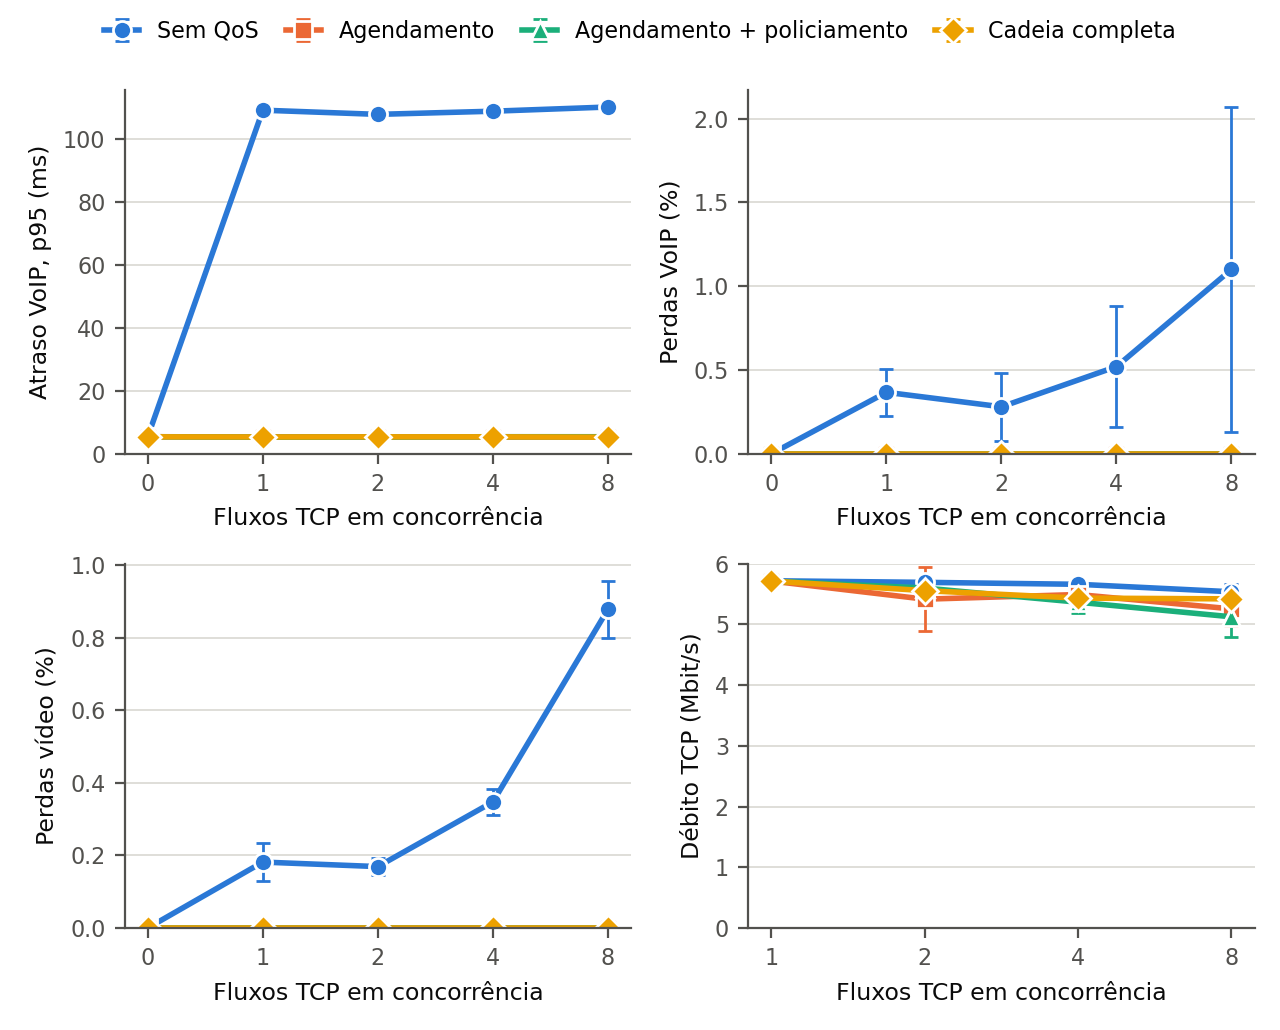 Sem QoS Agendamento Agendamento + policiamento Cadeia completa
Atraso VoIP, p95 (ms)
100
80
60
40
20
0
0 1 2 4 8
Fluxos TCP em concorrência
Perdas VoIP (%)
2.0
1.5
1.0
0.5
0.0
0 1 2 4 8
Fluxos TCP em concorrência
Perdas vídeo (%)
1.0
0.8
0.6
0.4
0.2
0.0
0 1 2 4 8
Fluxos TCP em concorrência
Débito TCP (Mbit/s)
6
5
4
3
2
1
0
1 2 4 8
Fluxos TCP em concorrência